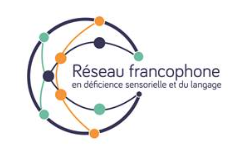 Réseau francophone
en déficience sensorielle et du langage